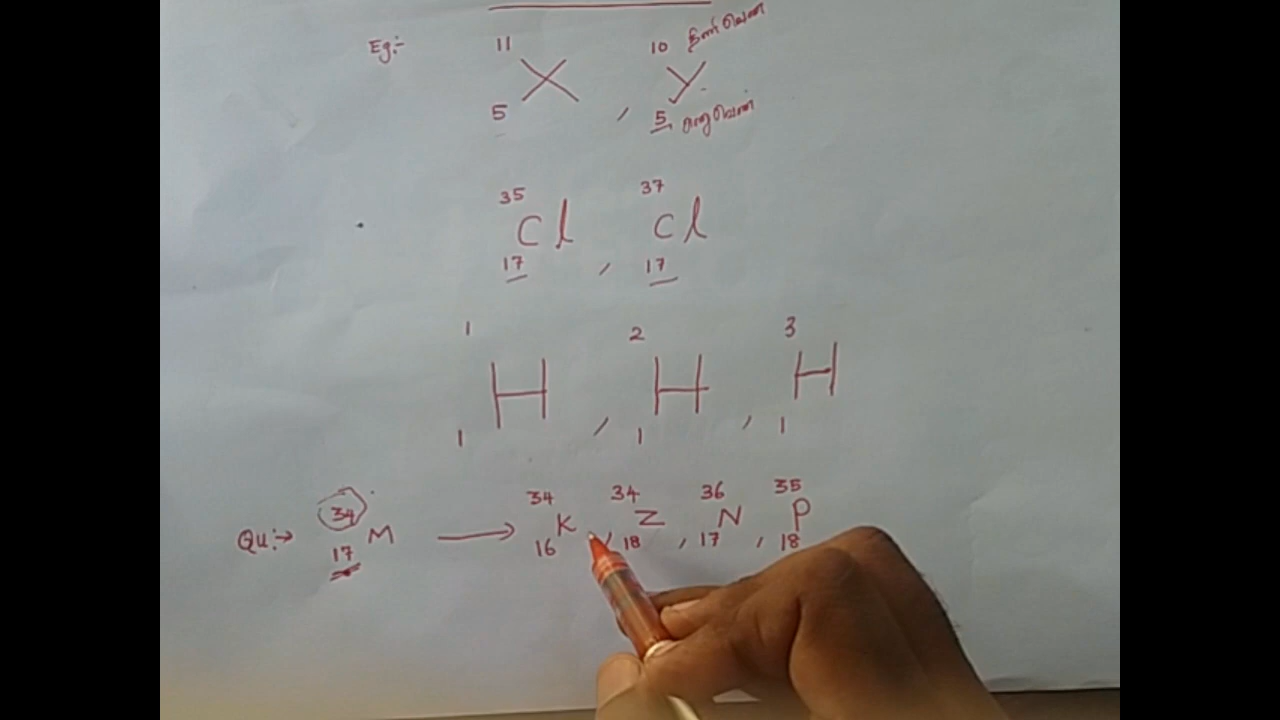 Eg:- 11 10 திணிவெண்
X Y
5 , 5 அணுவெண்
35 37
Cl Cl
17 , 17
1 2 3
H H H
1 , 1 , 1
34 34 34 36 35
Qu:→ M → K Z N P
17 16 , 18 , 17 , 18